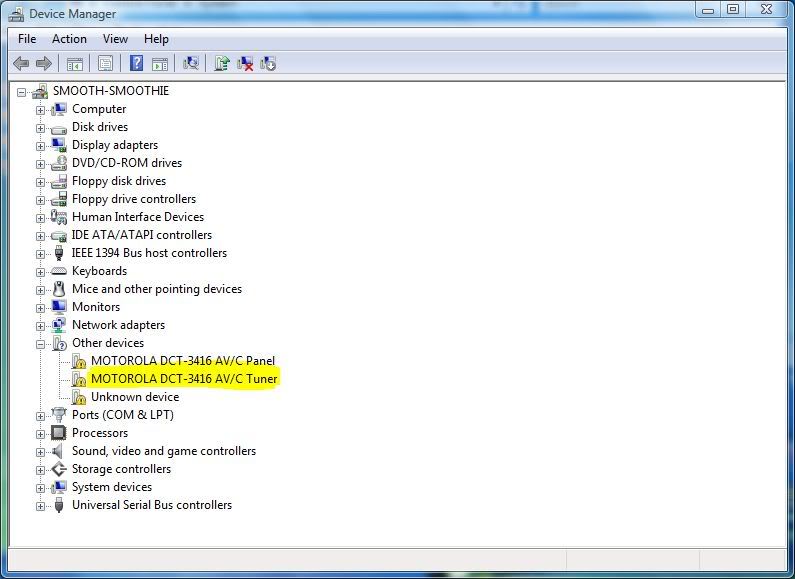 Device Manager
File Action View Help
SMOOTH-SMOOTHIE
Computer
Disk drives
Display adapters
DVD/CD-ROM drives
Floppy disk drives
Floppy drive controllers
Human Interface Devices
IDE ATA/ATAPI controllers
IEEE 1394 Bus host controllers
Keyboards
Mice and other pointing devices
Monitors
Network adapters
Other devices
MOTOROLA DCT-3416 AV/C Panel
MOTOROLA DCT-3416 AV/C Tuner
Unknown device
Ports (COM & LPT)
Processors
Sound, video and game controllers
Storage controllers
System devices
Universal Serial Bus controllers